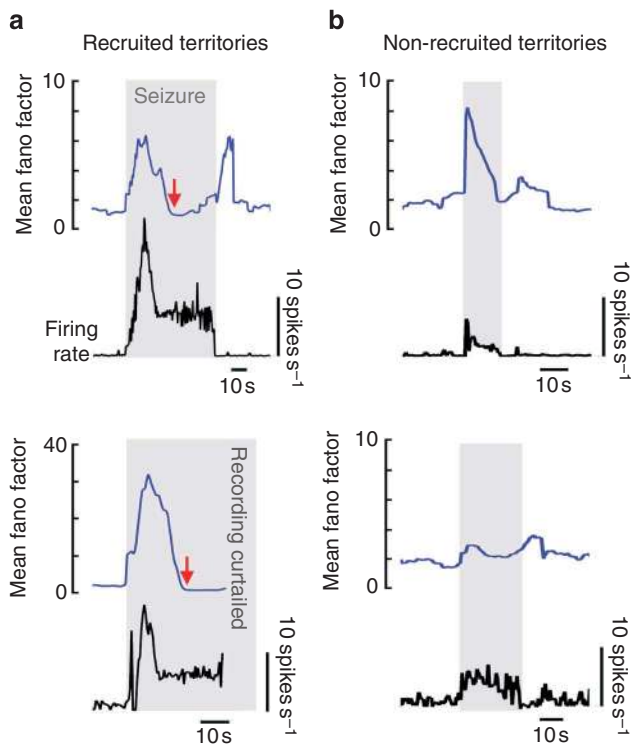 a
Recruited territories
10
Seizure
Mean fano factor
0
Firing
rate
10 spikes s⁻¹
10 s
40
Recording curtailed
Mean fano factor
0
10 spikes s⁻¹
10 s
b
Non-recruited territories
10
Mean fano factor
0
10 spikes s⁻¹
10 s
10
Mean fano factor
0
10 spikes s⁻¹
10 s